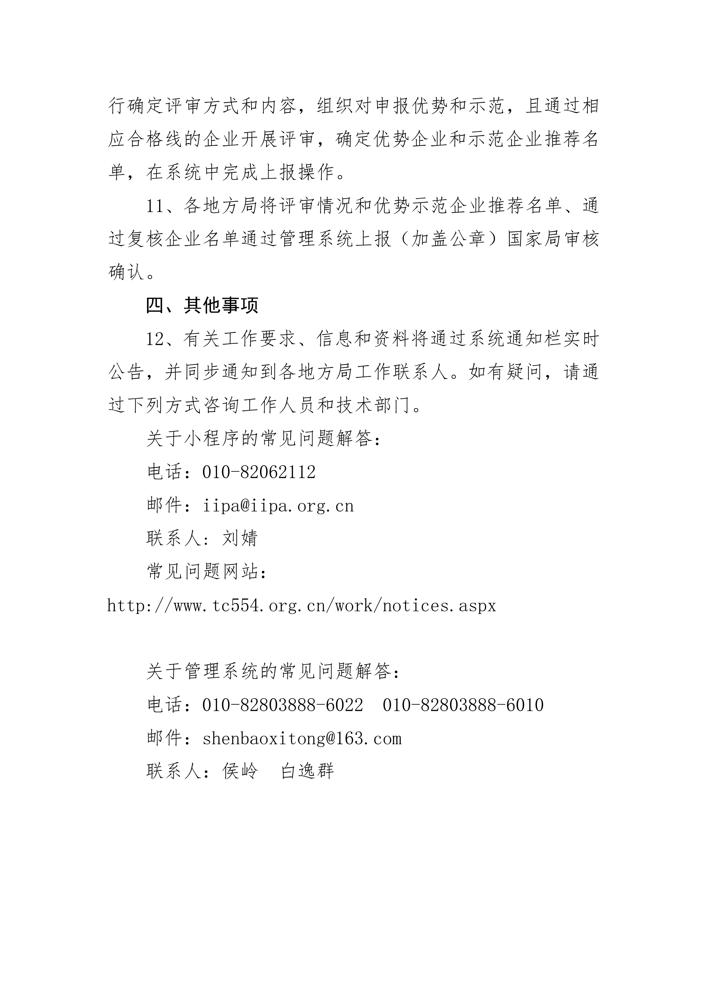 行确定评审方式和内容，组织对申报优势和示范，且通过相
应合格线的企业开展评审，确定优势企业和示范企业推荐名
单，在系统中完成上报操作。
11、各地方局将评审情况和优势示范企业推荐名单、通
过复核企业名单通过管理系统上报（加盖公章）国家局审核
确认。
四、其他事项
12、有关工作要求、信息和资料将通过系统通知栏实时
公告，并同步通知到各地方局工作联系人。如有疑问，请通
过下列方式咨询工作人员和技术部门。
关于小程序的常见问题解答：
电话：010-82062112
邮件：iipa@iipa.org.cn
联系人: 刘婧
常见问题网站：
http://www.tc554.org.cn/work/notices.aspx
关于管理系统的常见问题解答：
电话：010-82803888-6022  010-82803888-6010
邮件：shenbaoxitong@163.com
联系人：侯岭  白逸群